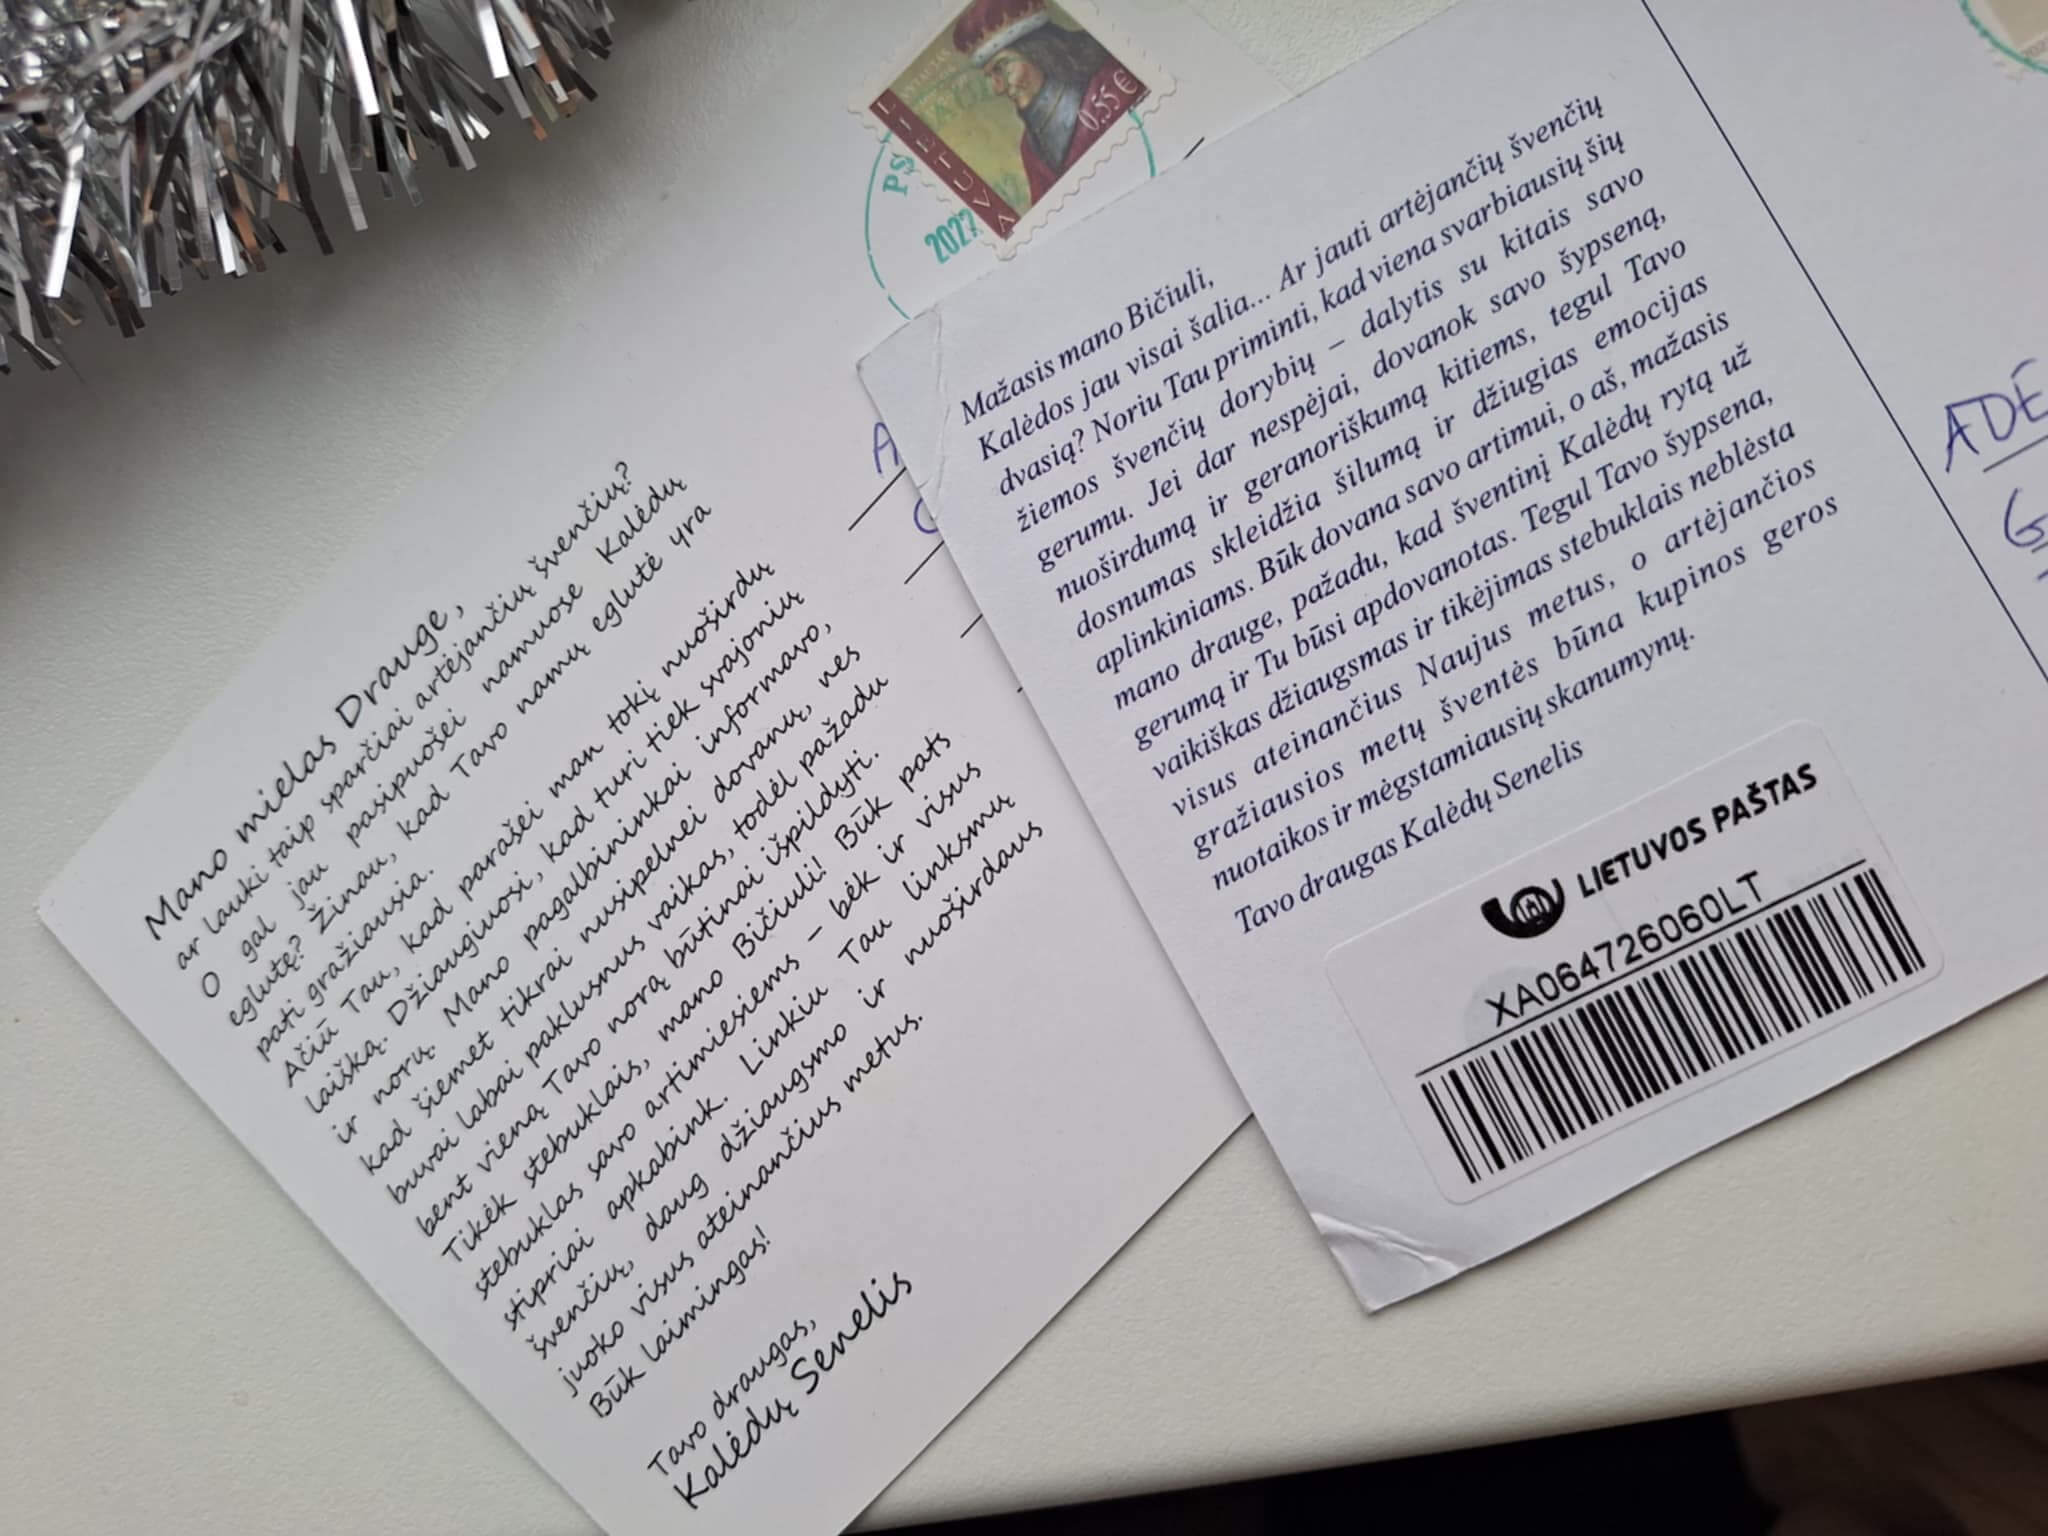 Mano mielas Drauge,
ar lauki taip sparčiai artėjančių švenčių?
O gal jau pasipuošei namuose Kalėdų
eglutę? Žinau, kad Tavo namų eglutė yra
pati gražiausia.
Ačiū Tau, kad parašei man tokį nuoširdų
laišką. Džiaugiuosi, kad turi tiek svajonių
ir norų. Mano pagalbininkai informavo,
kad šiemet tikrai nusipelnei dovanų, nes
buvai labai paklusnus vaikas, todėl pažadu
bent vieną Tavo norą būtinai išpildyti.
Tikėk stebuklais, mano Bičiuli! Būk pats
stebuklas savo artimiesiems – bėk ir visus
stipriai apkabink. Linkiu Tau linksmų
švenčių, daug džiaugsmo ir nuoširdaus
juoko visus ateinančius metus.
Būk laimingas!
Tavo draugas,
Kalėdų Senelis
LIETUVA
VYTAUTAS
0.55 €
Mažasis mano Bičiuli,
Kalėdos jau visai šalia... Ar jauti artėjančių švenčių
dvasią? Noriu Tau priminti, kad viena svarbiausių šių
žiemos švenčių dorybių – dalytis su kitais savo
gerumu. Jei dar nespėjai, dovanok savo šypseną,
nuoširdumą ir geranoriškumą kitiems, tegul Tavo
dosnumas skleidžia šilumą ir džiugias emocijas
aplinkiniams. Būk dovana savo artimui, o aš, mažasis
mano drauge, pažadu, kad šventinį Kalėdų rytą už
gerumą ir Tu būsi apdovanotas. Tegul Tavo šypsena,
vaikiškas džiaugsmas ir tikėjimas stebuklais neblėsta
visus ateinančius Naujus metus, o artėjančios
gražiausios metų šventės būna kupinos geros
nuotaikos ir mėgstamiausių skanumynų.
Tavo draugas Kalėdų Senelis
LIETUVOS PAŠTAS
XA064726060LT
ADĖ